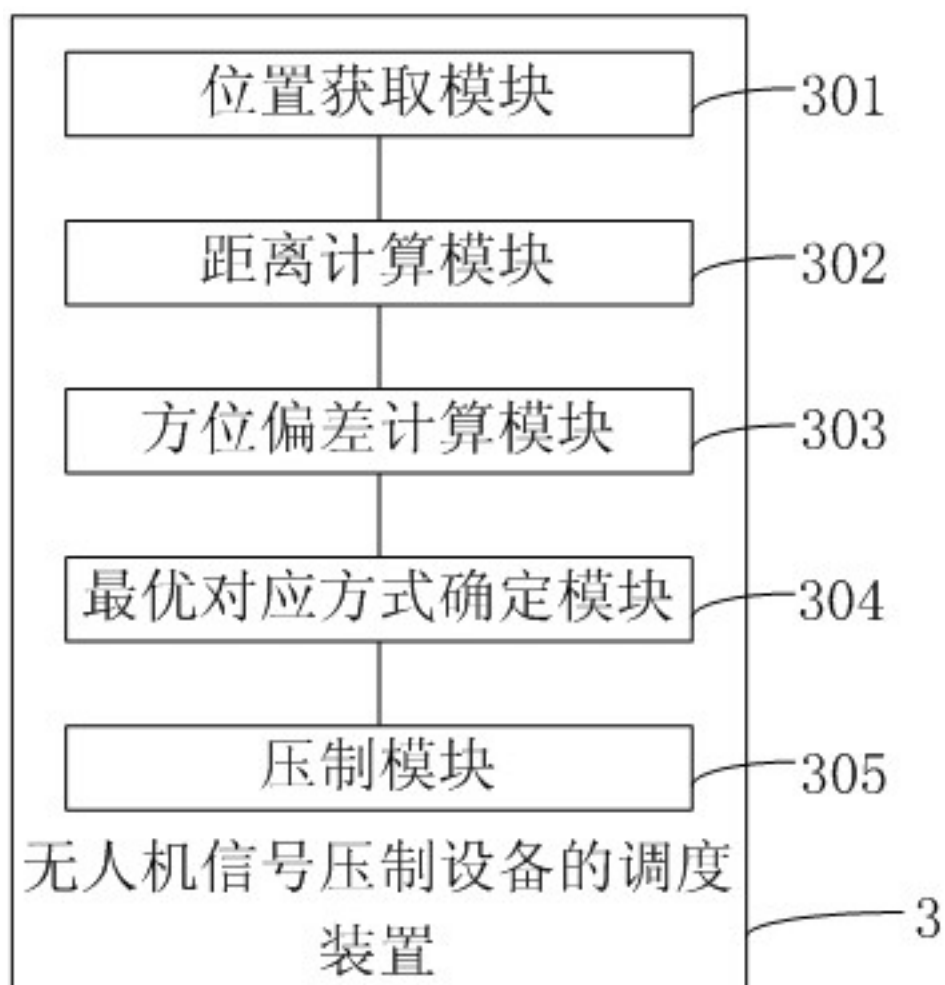 位置获取模块
301
距离计算模块
302
方位偏差计算模块
303
最优对应方式确定模块
304
压制模块
305
无人机信号压制设备的调度
装置
3